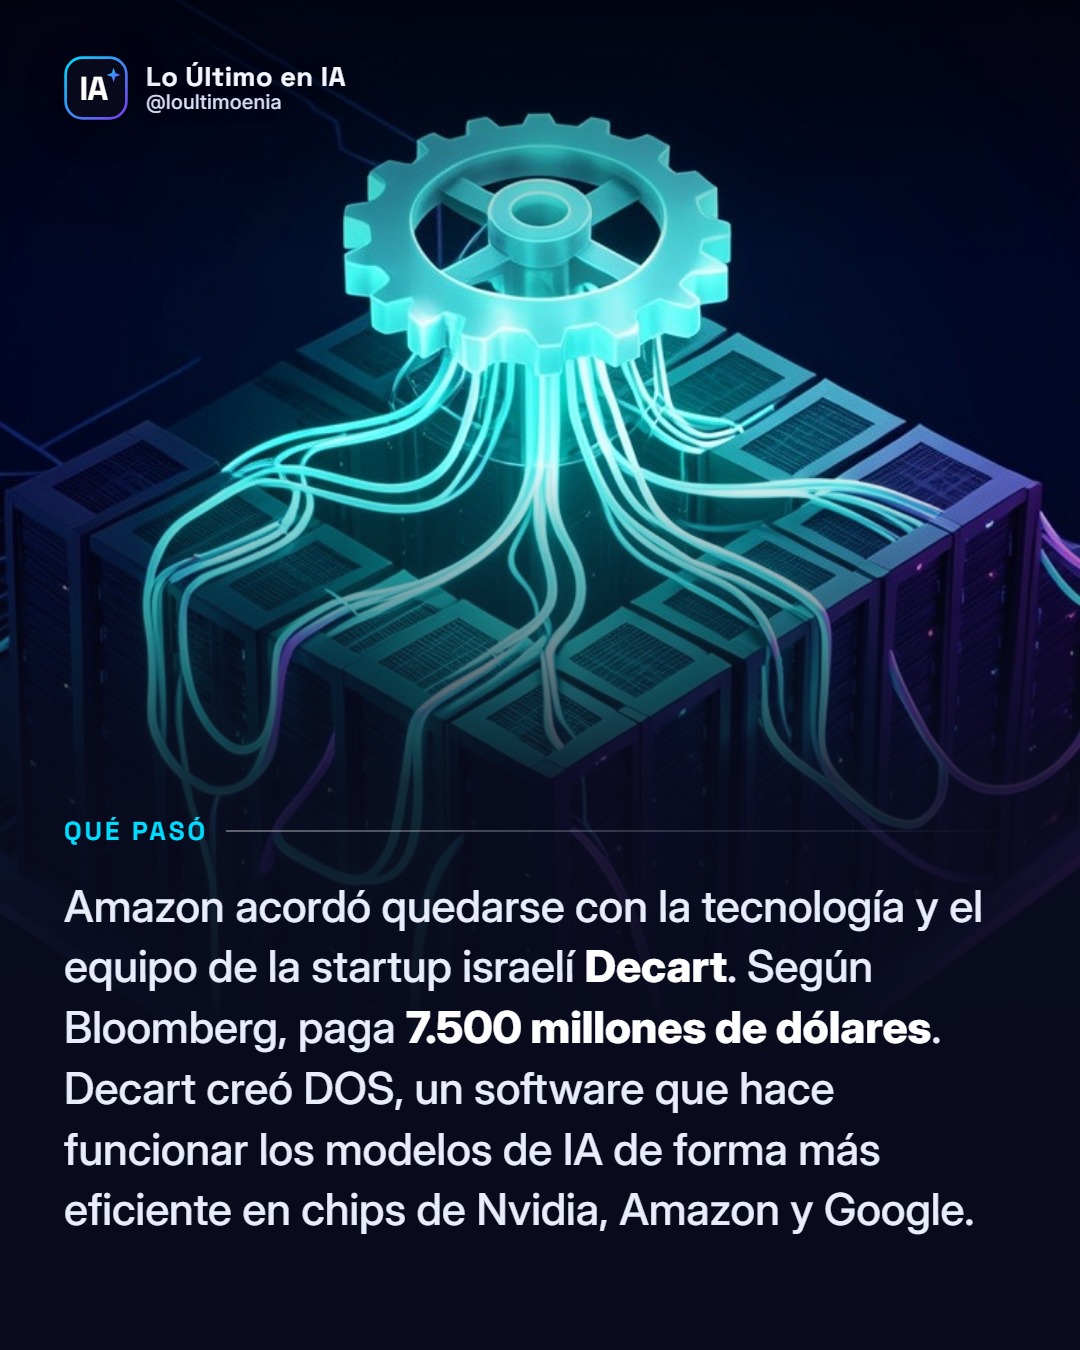 IA
Lo Último en IA
@loultimoenia
QUÉ PASÓ
Amazon acordó quedarse con la tecnología y el
equipo de la startup israelí Decart. Según
Bloomberg, paga 7.500 millones de dólares.
Decart creó DOS, un software que hace
funcionar los modelos de IA de forma más
eficiente en chips de Nvidia, Amazon y Google.